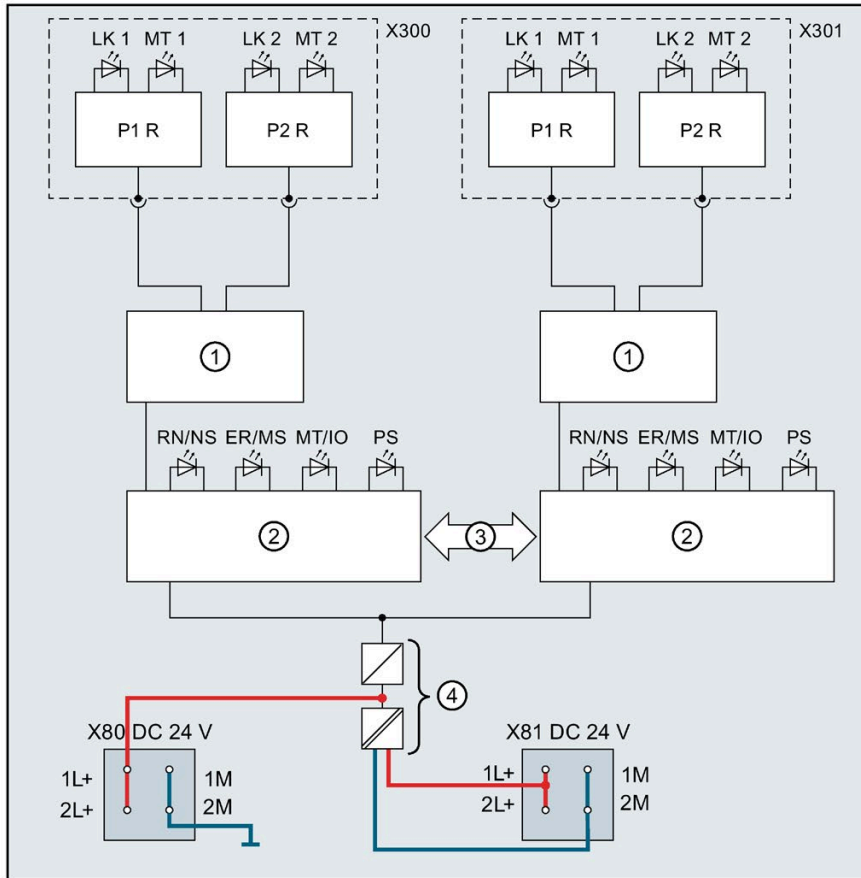 LK 1 MT 1 LK 2 MT 2 X300
P1 R P2 R
LK 1 MT 1 LK 2 MT 2 X301
P1 R P2 R
1
1
RN/NS ER/MS MT/IO PS
RN/NS ER/MS MT/IO PS
2
3
2
4
X80 DC 24 V
1L+ 1M
2L+ 2M
X81 DC 24 V
1L+ 1M
2L+ 2M